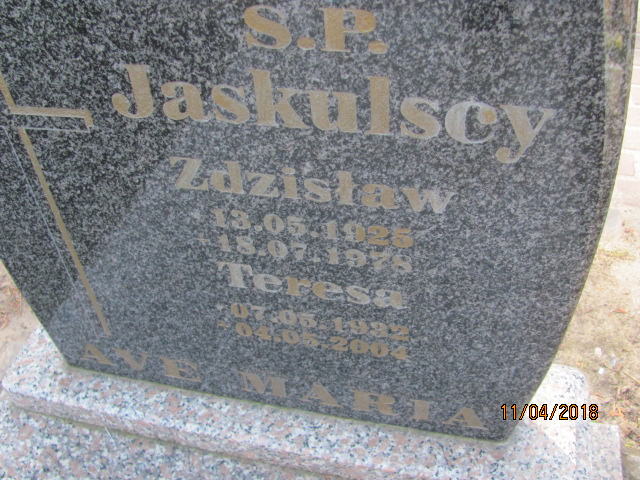 S.P.
Jaskulscy
Zdzisław
* 13.05.1925
+ 18.07.1978
Teresa
* 07.05.1932
+ 04.05.2004
AVE MARIA
11/04/2018